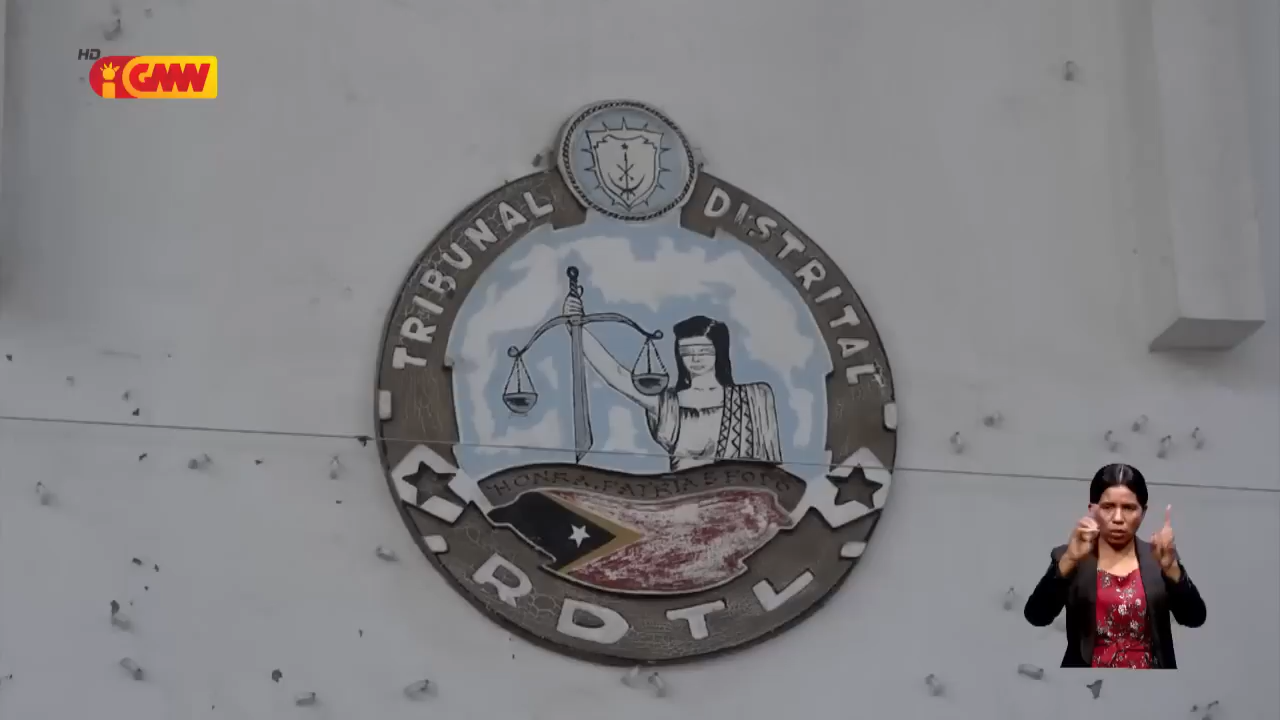 HD
GMN
TRIBUNAL DISTRITAL
HONRA, PATRIA E POVO
RDTL